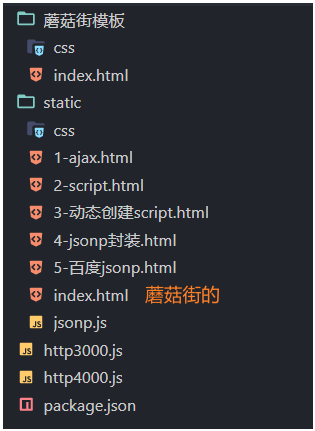 蘑菇街模板
css
index.html
static
css
1-ajax.html
2-script.html
3-动态创建script.html
4-jsonp封装.html
5-百度jsonp.html
index.html 蘑菇街的
jsonp.js
http3000.js
http4000.js
package.json